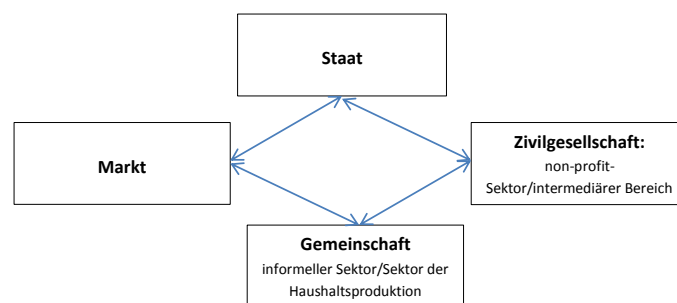 Staat
Markt
Zivilgesellschaft:
non-profit-
Sektor/intermediärer Bereich
Gemeinschaft
informeller Sektor/Sektor der
Haushaltsproduktion